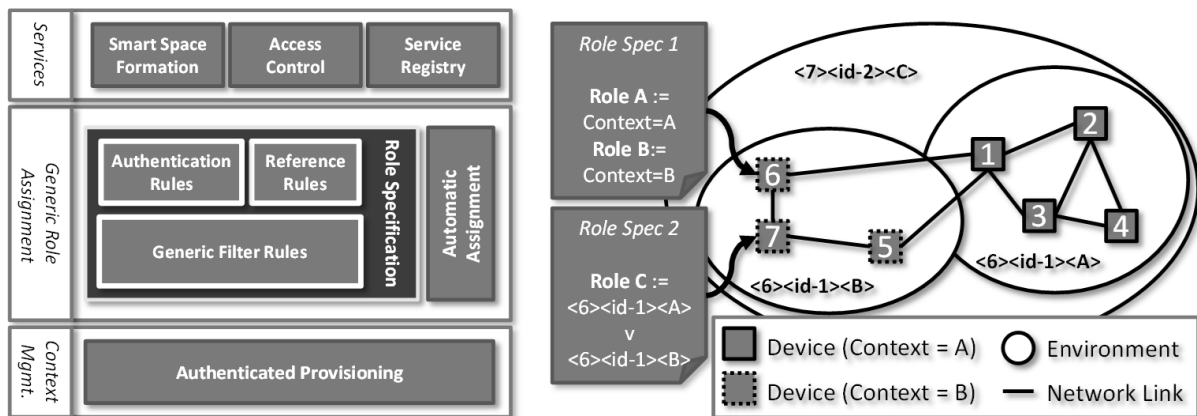 Services
Smart Space
Formation
Access
Control
Service
Registry
Generic Role
Assignment
Authentication
Rules
Reference
Rules
Generic Filter Rules
Role Specification
Automatic
Assignment
Context
Mgmt.
Authenticated Provisioning
Role Spec 1
Role A :=
Context=A
Role B:=
Context=B
Role Spec 2
Role C :=
<6><id-1><A>
v
<6><id-1><B>
<7><id-2><C>
1
2
3
4
5
6
7
<6><id-1><A>
<6><id-1><B>
Device (Context = A)
Environment
Device (Context = B)
Network Link